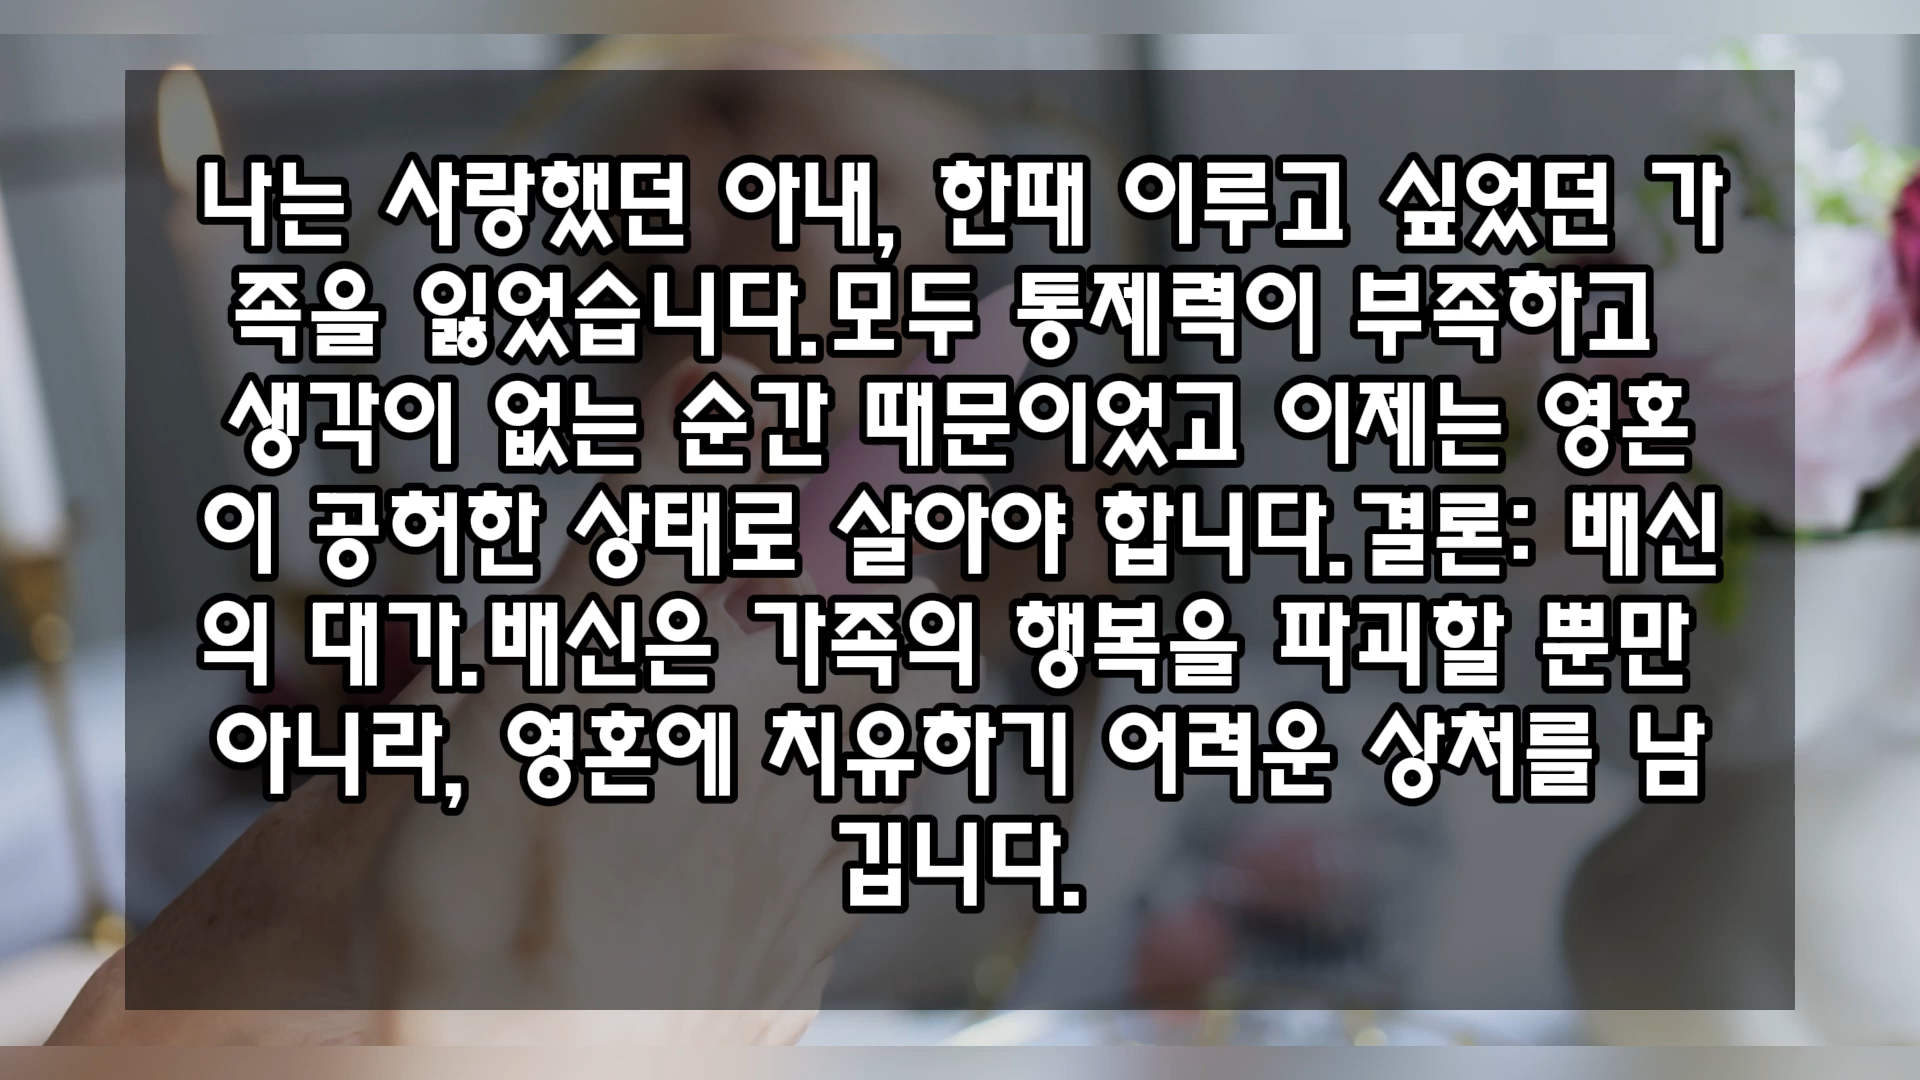 나는 사랑했던 아내, 한때 이루고 싶었던 가
족을 잃었습니다.모두 통제력이 부족하고
생각이 없는 순간 때문이었고 이제는 영혼
이 공허한 상태로 살아야 합니다.결론: 배신
의 대가.배신은 가족의 행복을 파괴할 뿐만
아니라, 영혼에 치유하기 어려운 상처를 남
깁니다.